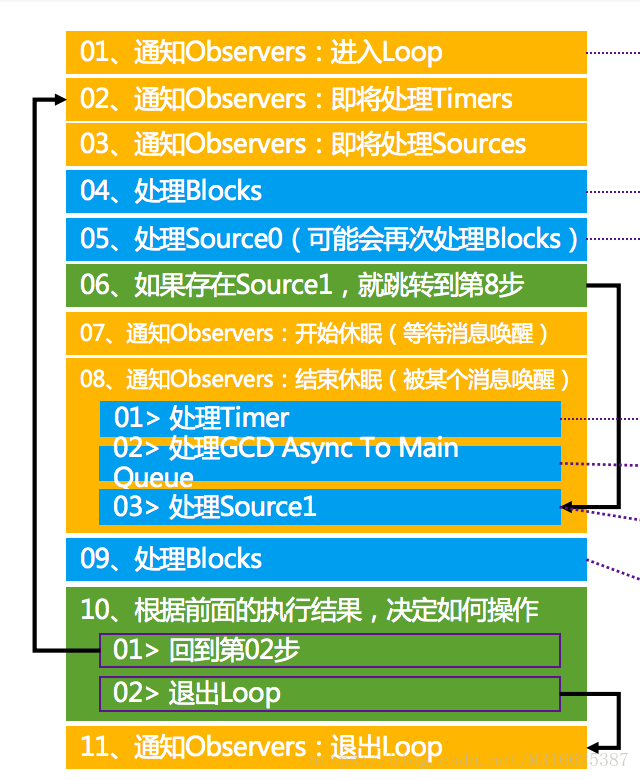 01、通知Observers：进入Loop
02、通知Observers：即将处理Timers
03、通知Observers：即将处理Sources
04、处理Blocks
05、处理Source0（可能会再次处理Blocks）
06、如果存在Source1，就跳转到第8步
07、通知Observers：开始休眠（等待消息唤醒）
08、通知Observers：结束休眠（被某个消息唤醒）
01> 处理Timer
02> 处理GCD Async To Main
Queue
03> 处理Source1
09、处理Blocks
10、根据前面的执行结果，决定如何操作
01> 回到第02步
02> 退出Loop
11、通知Observers：退出Loop